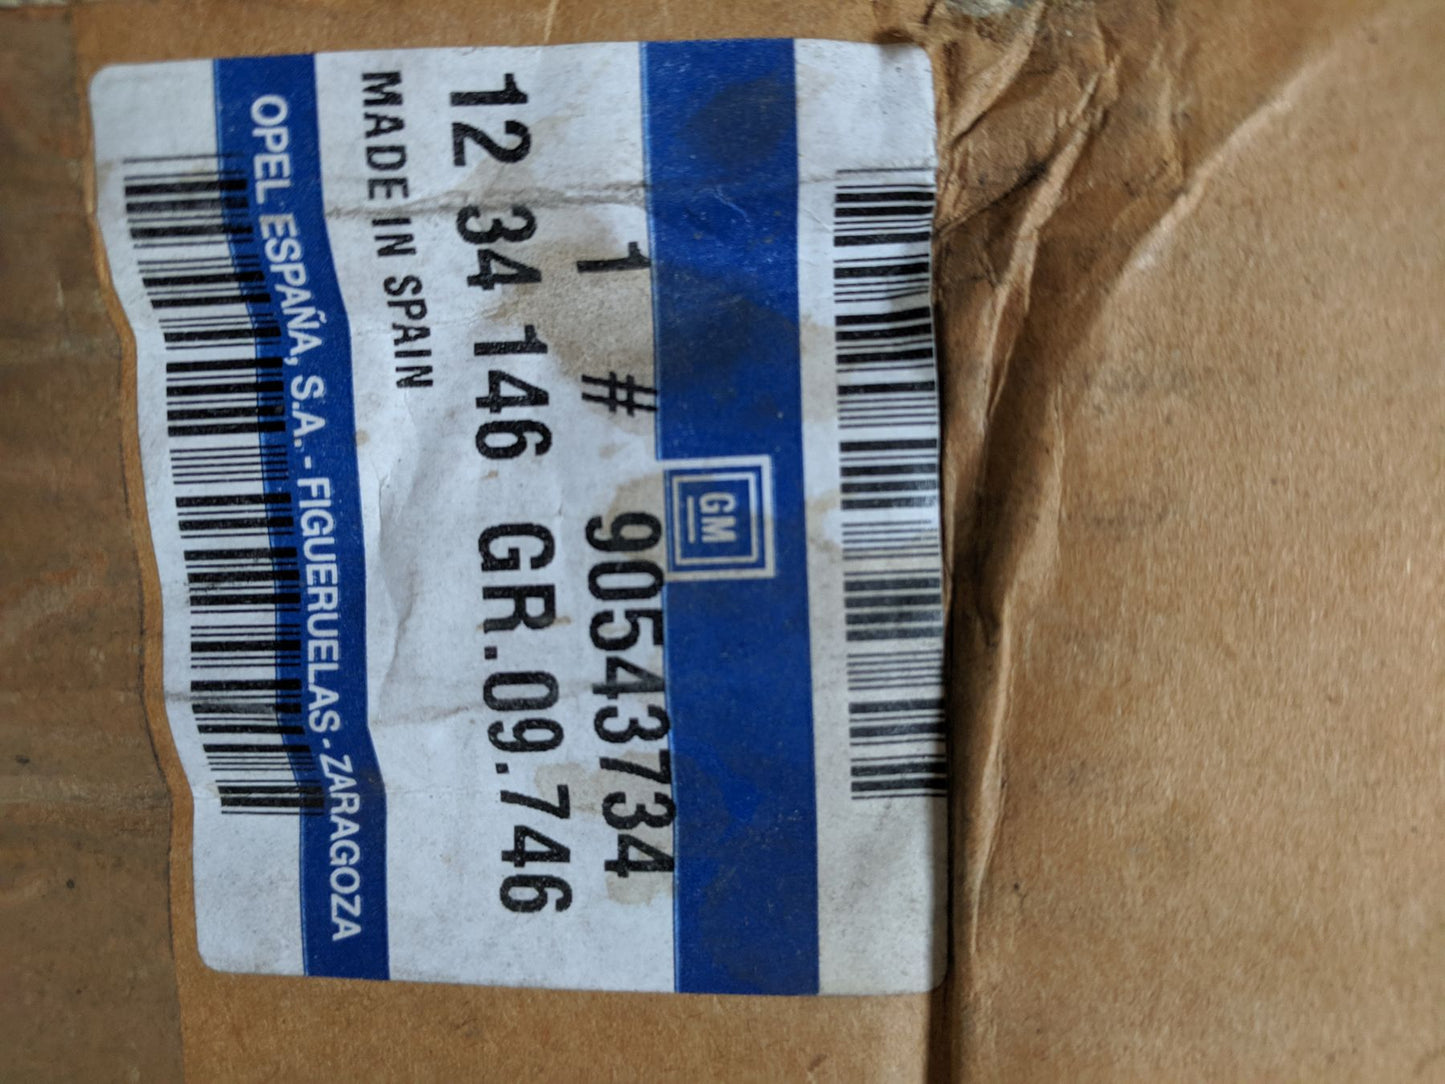 GM
1 # 90543734
12 34 146 GR.09.746
MADE IN SPAIN
OPEL ESPAÑA, S.A. - FIGUERUELAS - ZARAGOZA